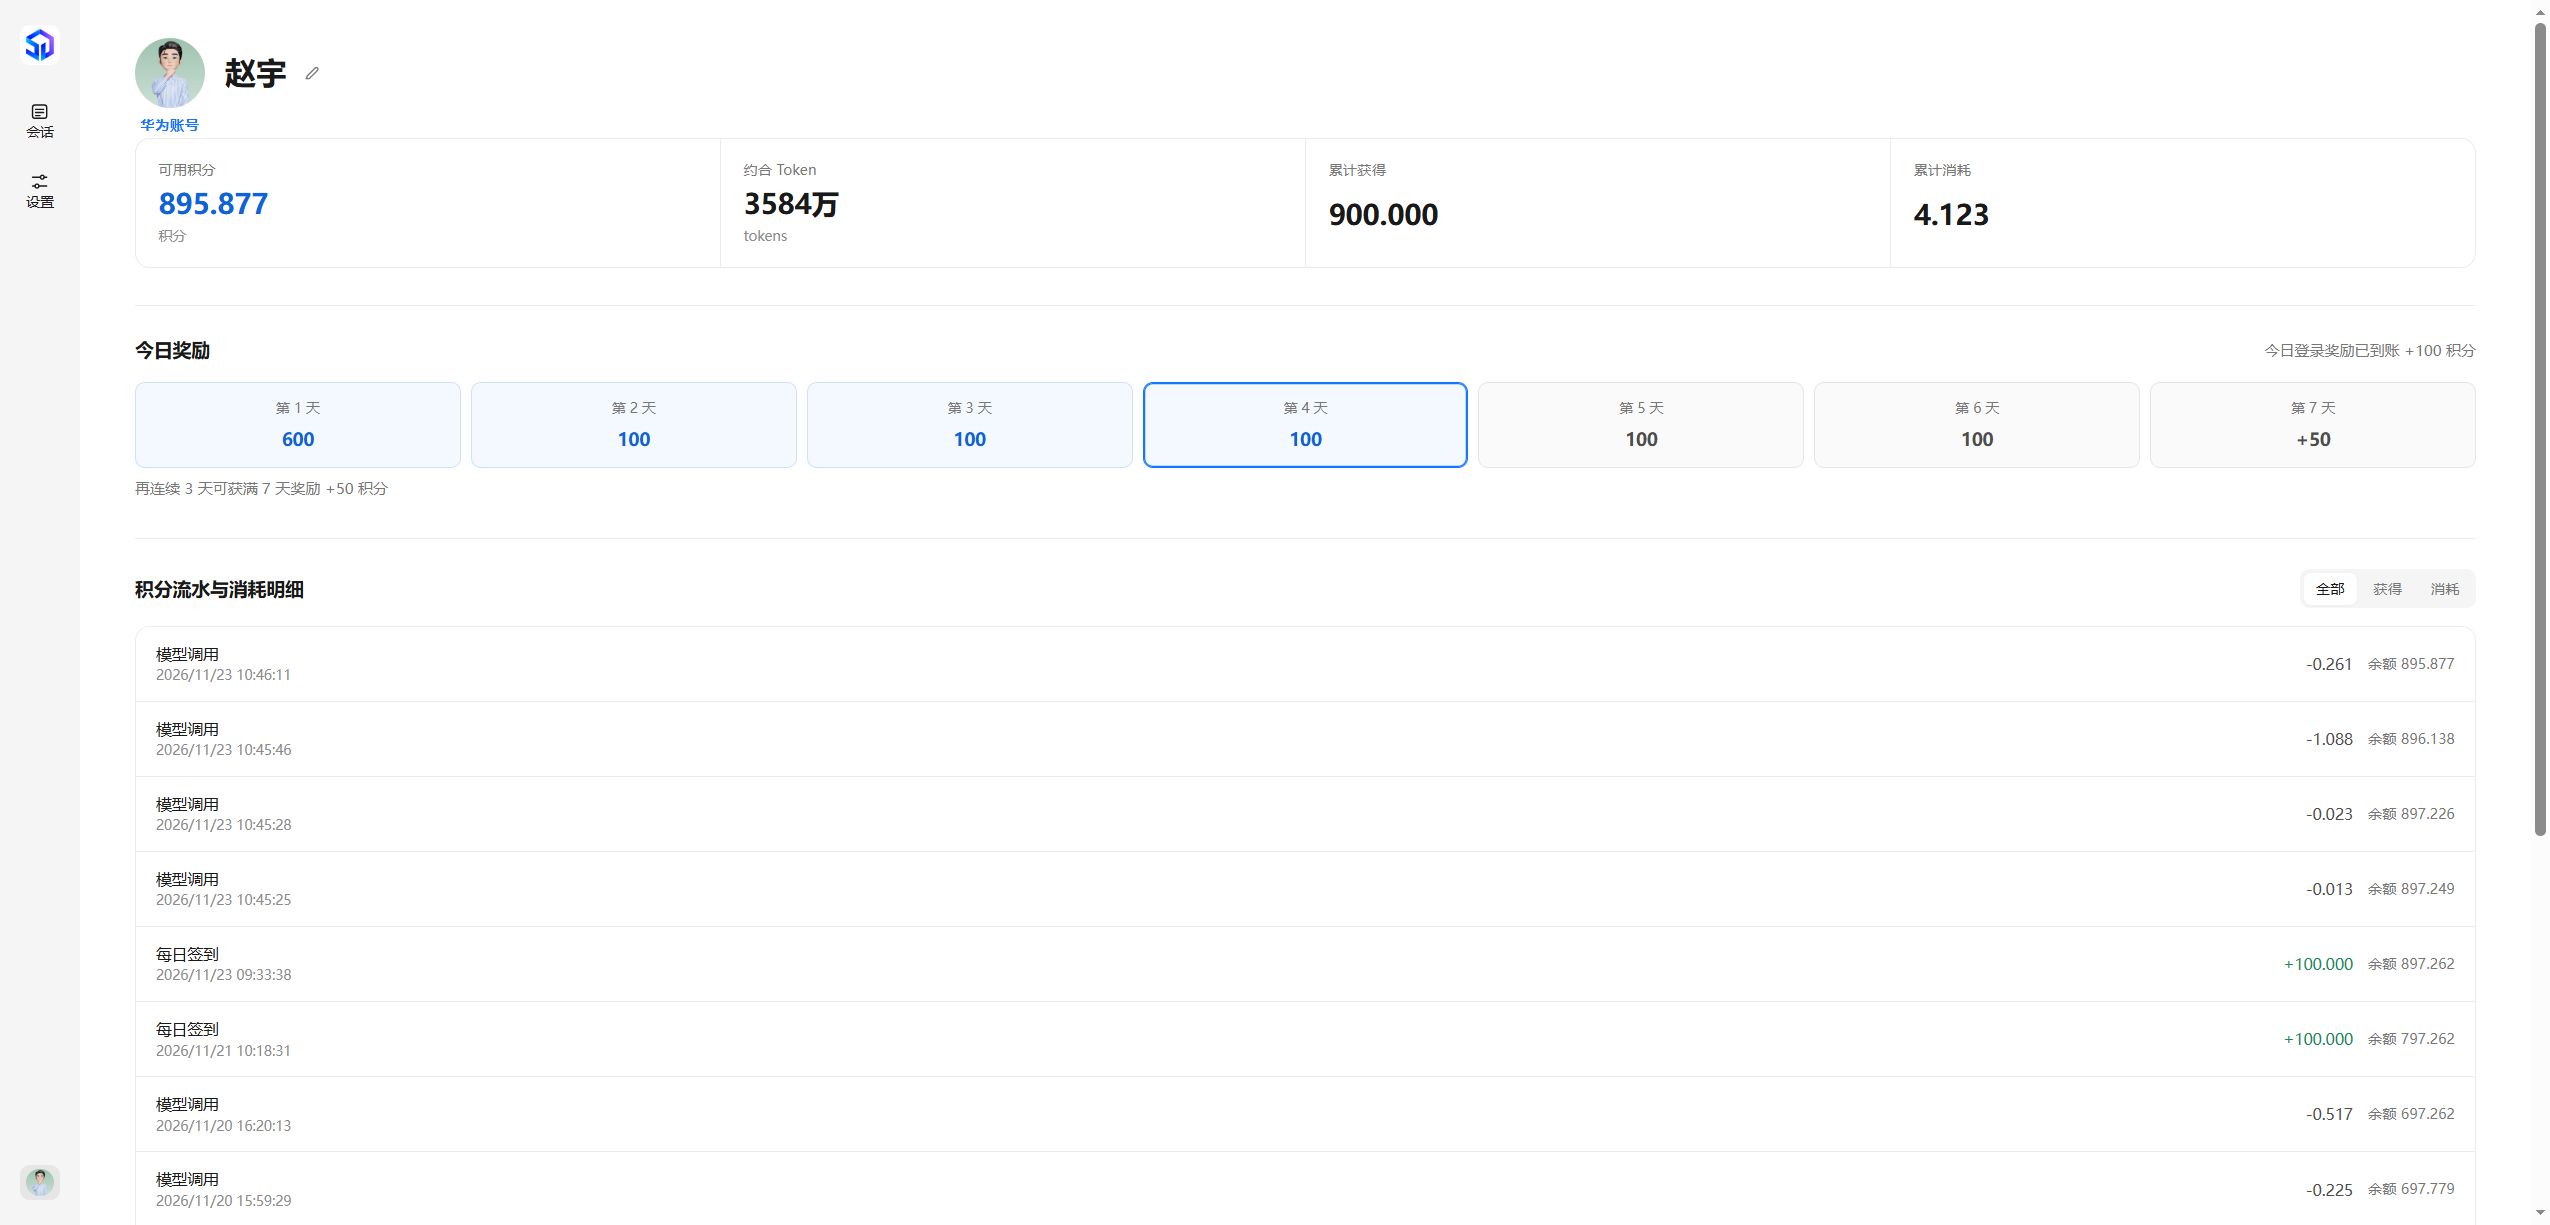 会话
设置
赵宇
华为账号
可用积分
895.877
积分
约合 Token
3584万
tokens
累计获得
900.000
累计消耗
4.123
今日奖励
今日登录奖励已到账 +100 积分
第 1 天
600
第 2 天
100
第 3 天
100
第 4 天
100
第 5 天
100
第 6 天
100
第 7 天
+50
再连续 3 天可获满 7 天奖励 +50 积分
积分流水与消耗明细
全部 获得 消耗
模型调用
2026/11/23 10:46:11
-0.261 余额 895.877
模型调用
2026/11/23 10:45:46
-1.088 余额 896.138
模型调用
2026/11/23 10:45:28
-0.023 余额 897.226
模型调用
2026/11/23 10:45:25
-0.013 余额 897.249
每日签到
2026/11/23 09:33:38
+100.000 余额 897.262
每日签到
2026/11/21 10:18:31
+100.000 余额 797.262
模型调用
2026/11/20 16:20:13
-0.517 余额 697.262
模型调用
2026/11/20 15:59:29
-0.225 余额 697.779